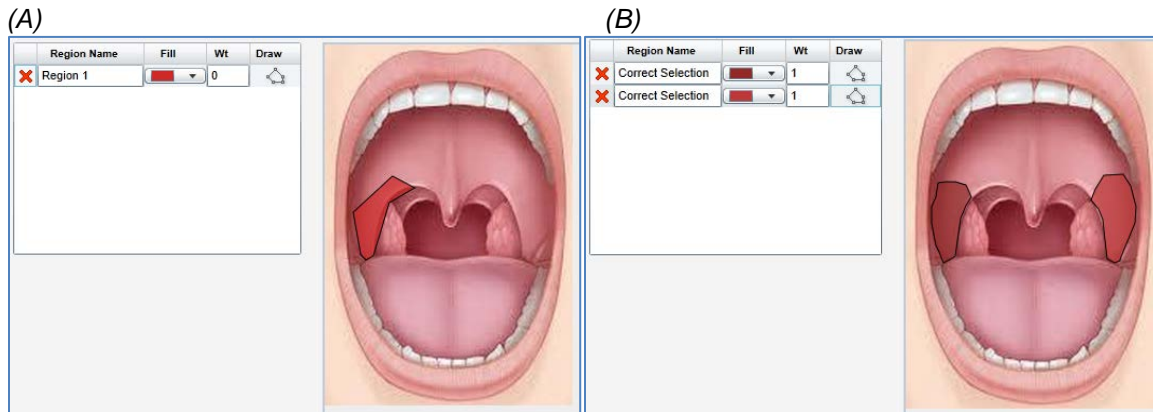 (A)
Region Name Fill Wt Draw
Region 1 0
(B)
Region Name Fill Wt Draw
Correct Selection 1
Correct Selection 1